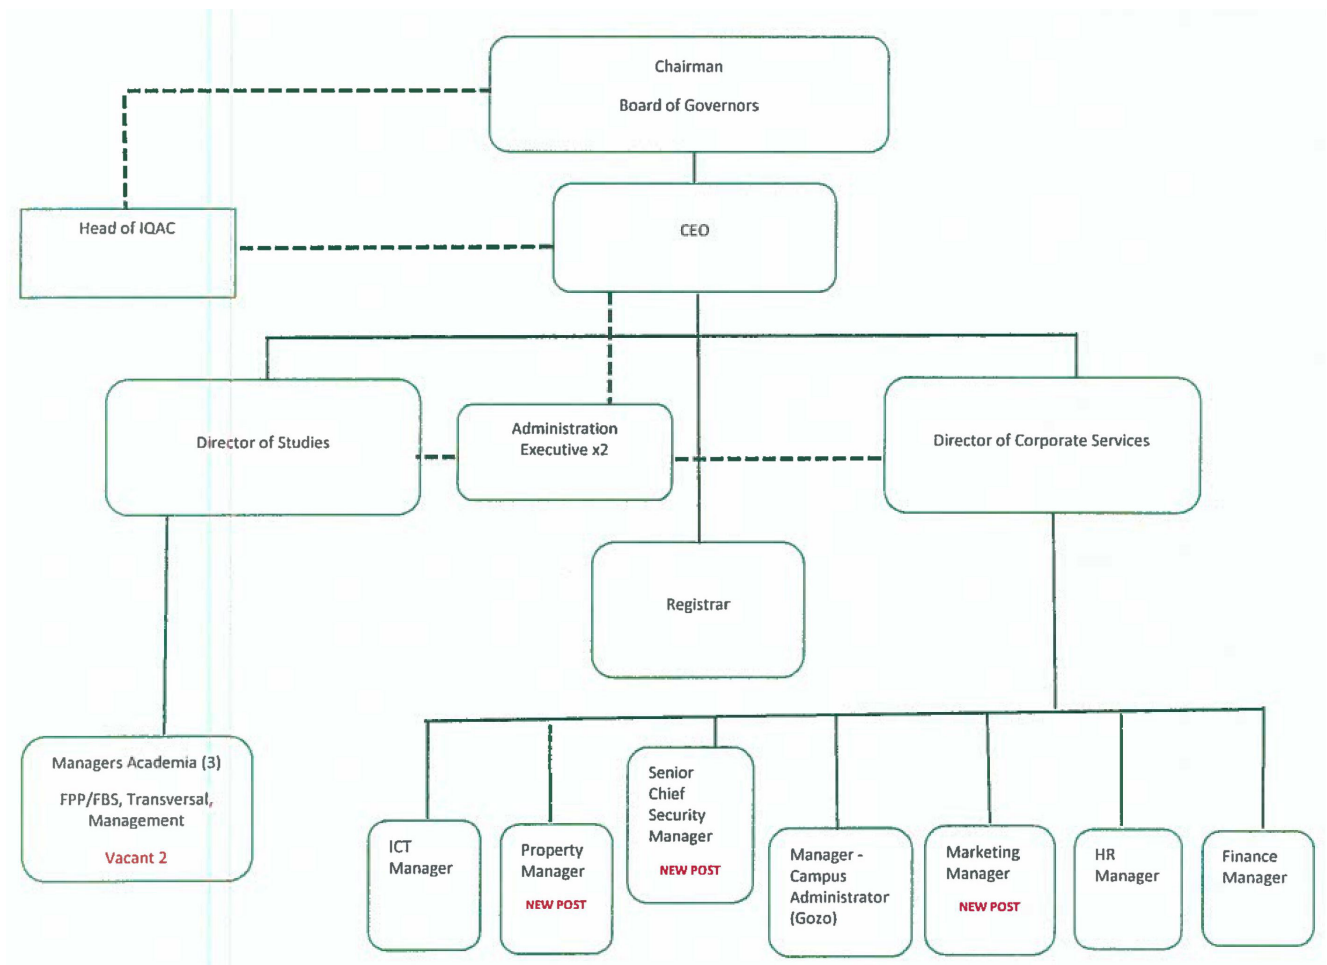 Chairman
Board of Governors
Head of IQAC
CEO
Director of Studies
Administration
Executive x2
Director of Corporate Services
Registrar
Managers Academia (3)
FPP/FBS, Transversal,
Management
Vacant 2
ICT
Manager
Property
Manager
NEW POST
Senior
Chief
Security
Manager
NEW POST
Manager -
Campus
Administrator
(Gozo)
Marketing
Manager
NEW POST
HR
Manager
Finance
Manager